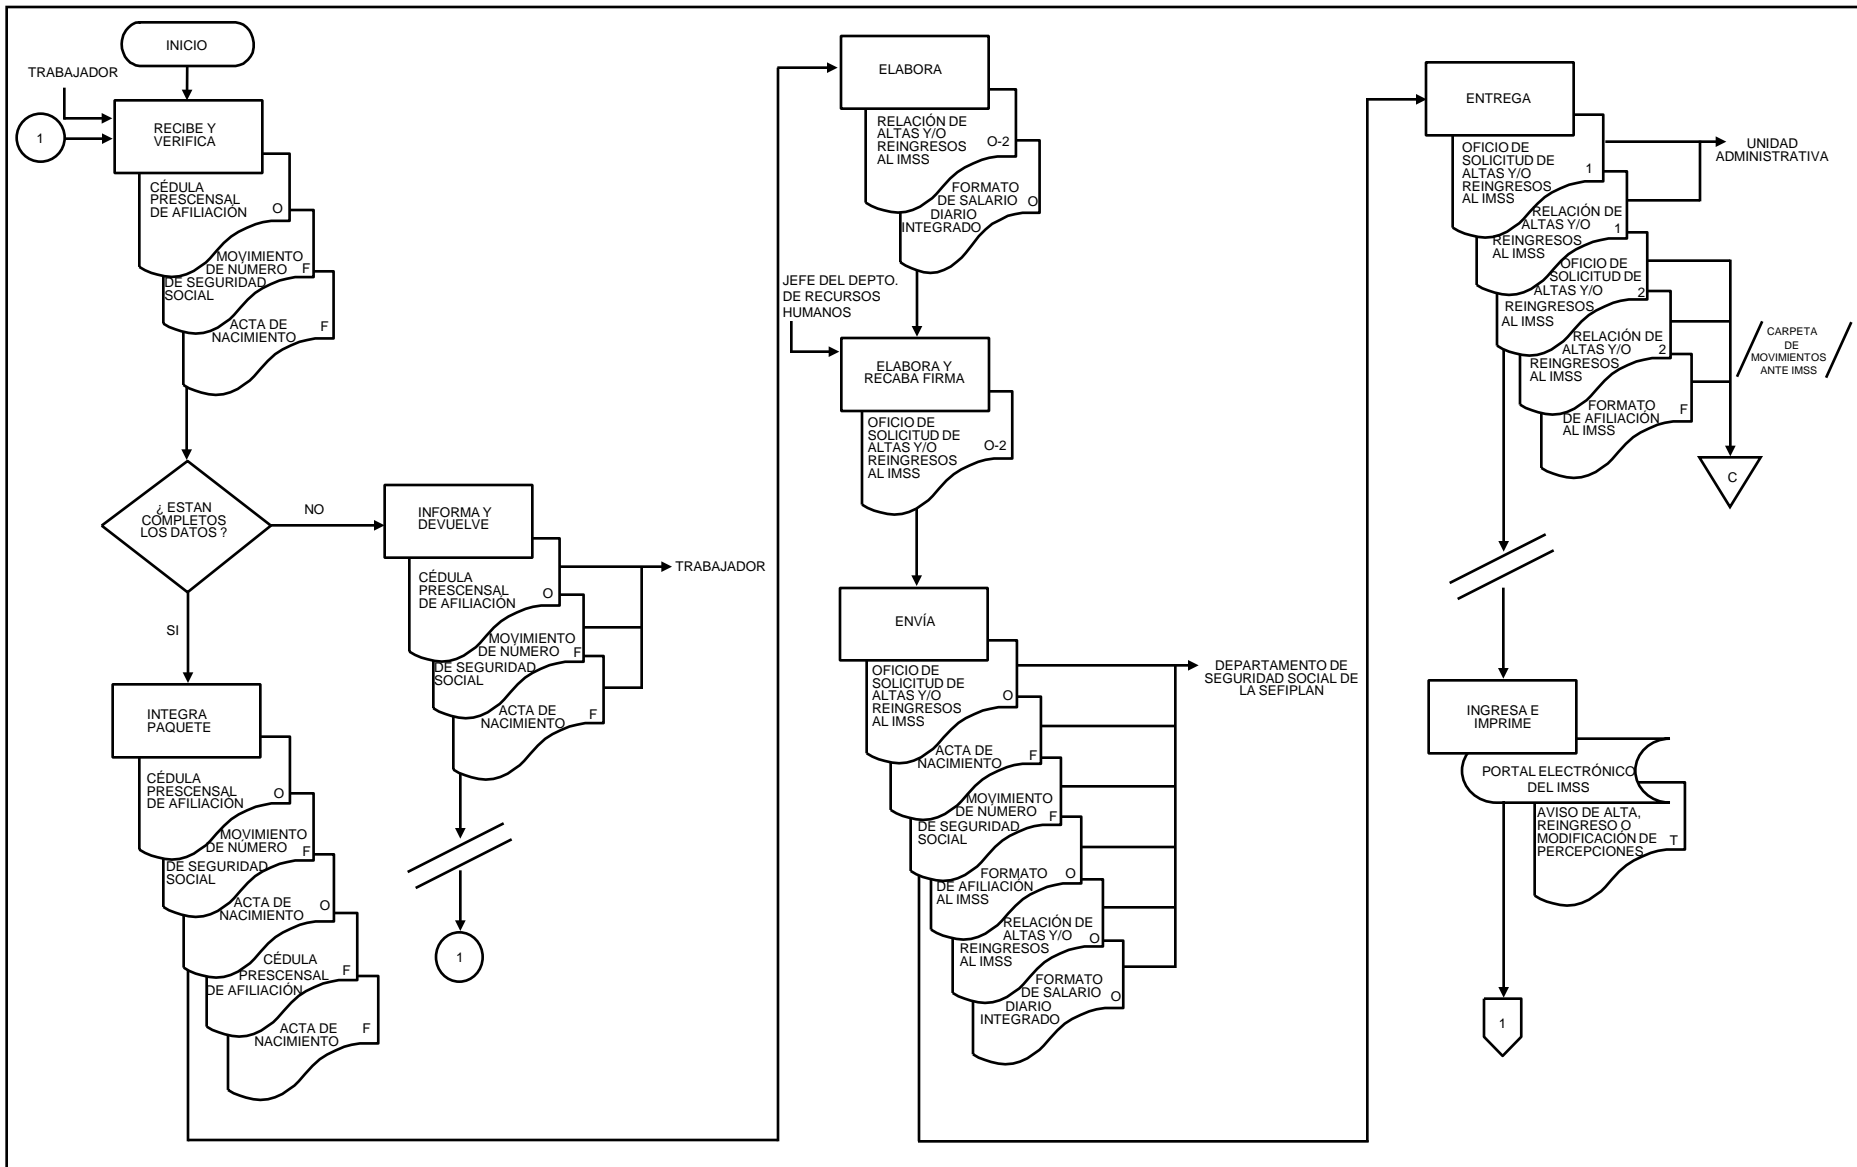 INICIO
TRABAJADOR
1
RECIBE Y
VERIFICA
CÉDULA
PRESCENSAL
DE AFILIACIÓN
O
MOVIMIENTO
DE NÚMERO
DE SEGURIDAD
SOCIAL
F
ACTA DE
NACIMIENTO
F
¿ ESTAN
COMPLETOS
LOS DATOS ?
NO
SI
INFORMA Y
DEVUELVE
CÉDULA
PRESCENSAL
DE AFILIACIÓN
O
MOVIMIENTO
DE NÚMERO
DE SEGURIDAD
SOCIAL
F
ACTA DE
NACIMIENTO
F
TRABAJADOR
1
INTEGRA
PAQUETE
CÉDULA
PRESCENSAL
DE AFILIACIÓN
O
MOVIMIENTO
DE NÚMERO
DE SEGURIDAD
SOCIAL
F
ACTA DE
NACIMIENTO
O
CÉDULA
PRESCENSAL
DE AFILIACIÓN
F
ACTA DE
NACIMIENTO
F
ELABORA
RELACIÓN DE
ALTAS Y/O
REINGRESOS
AL IMSS
O-2
FORMATO
DE SALARIO
DIARIO
INTEGRADO
O
JEFE DEL DEPTO.
DE RECURSOS
HUMANOS
ELABORA Y
RECABA FIRMA
OFICIO DE
SOLICITUD DE
ALTAS Y/O
REINGRESOS
AL IMSS
O-2
ENVÍA
OFICIO DE
SOLICITUD DE
ALTAS Y/O
REINGRESOS
AL IMSS
O
ACTA DE
NACIMIENTO
F
MOVIMIENTO
DE NÚMERO
DE SEGURIDAD
SOCIAL
F
FORMATO
DE AFILIACIÓN
AL IMSS
O
RELACIÓN DE
ALTAS Y/O
REINGRESOS
AL IMSS
O
FORMATO
DE SALARIO
DIARIO
INTEGRADO
O
DEPARTAMENTO DE
SEGURIDAD SOCIAL DE
LA SEFIPLAN
ENTREGA
OFICIO DE
SOLICITUD DE
ALTAS Y/O
REINGRESOS
AL IMSS
1
RELACIÓN DE
ALTAS Y/O
REINGRESOS
AL IMSS
1
OFICIO DE
SOLICITUD DE
ALTAS Y/O
REINGRESOS
AL IMSS
2
RELACIÓN DE
ALTAS Y/O
REINGRESOS
AL IMSS
2
FORMATO
DE AFILIACIÓN
AL IMSS
F
UNIDAD
ADMINISTRATIVA
CARPETA
DE
MOVIMIENTOS
ANTE IMSS
C
INGRESA E
IMPRIME
PORTAL ELECTRÓNICO
DEL IMSS
AVISO DE ALTA,
REINGRESO O
MODIFICACIÓN DE
PERCEPCIONES
T
1